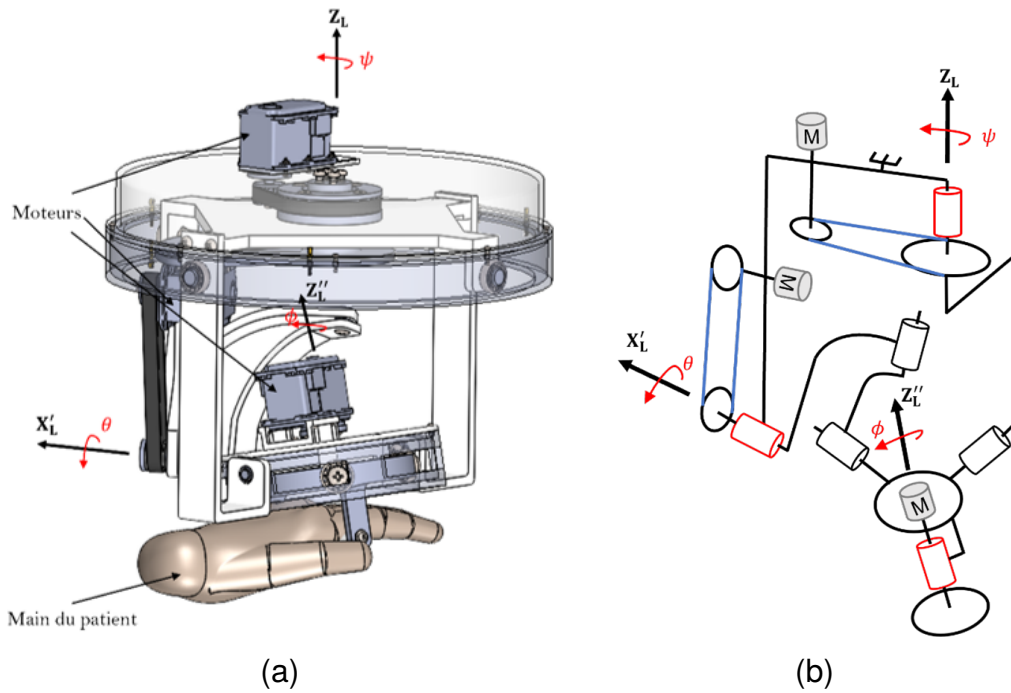 Z_L
ψ
Moteurs
Z''_L
ϕ
X'_L
θ
Main du patient
(a)
Z_L
ψ
M
M
X'_L
θ
Z''_L
ϕ
M
(b)